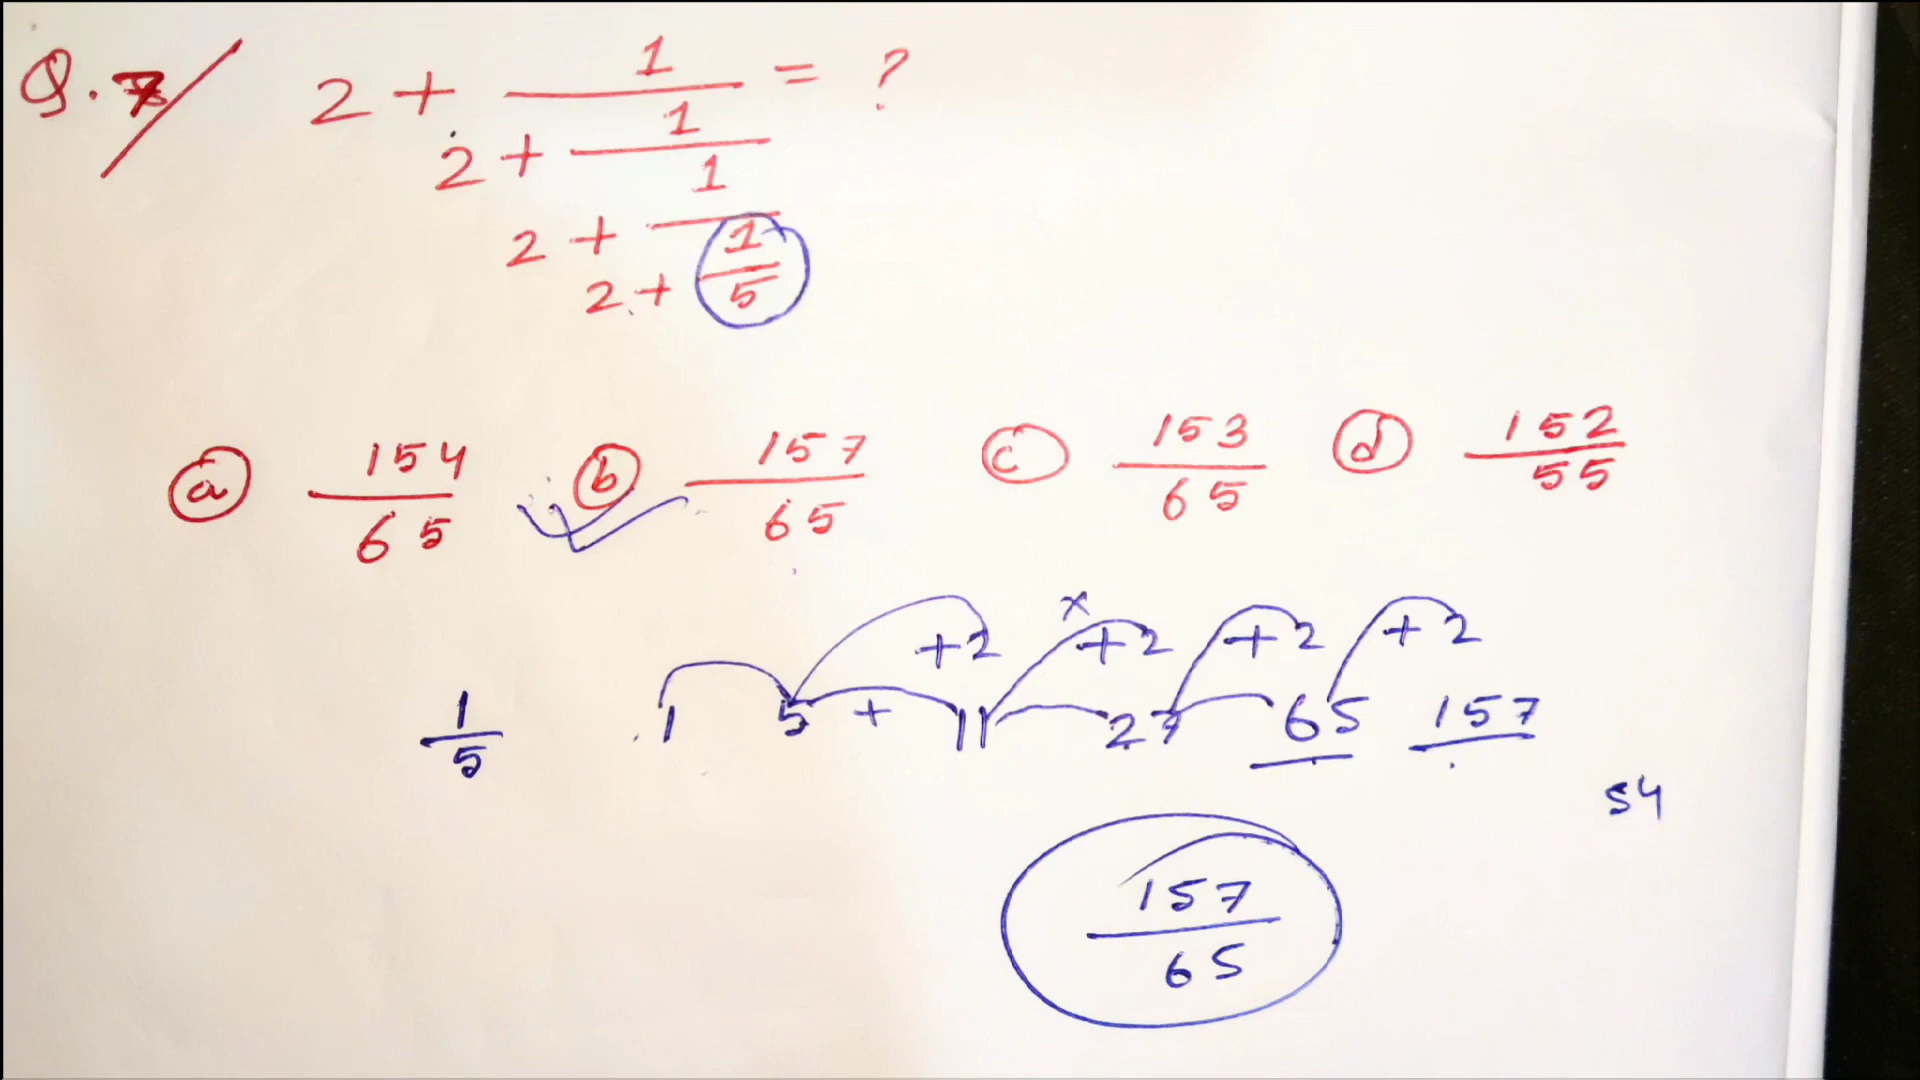 Q.7/ 2 + 1 = ?
2 + 1
2 + 1
2 + 1/5
a 154/65 b 157/65 c 153/65 d 152/55
x
+2 +2 +2 +2
1/5 1 5 + 11 27 65 157
54
157/65